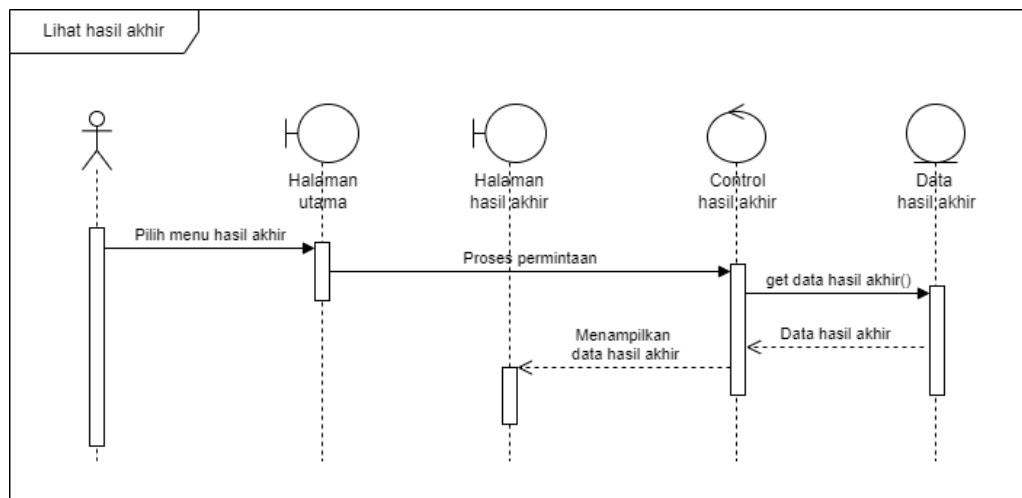 Lihat hasil akhir
Halaman
utama
Halaman
hasil akhir
Control
hasil akhir
Data
hasil akhir
Pilih menu hasil akhir
Proses permintaan
get data hasil akhir()
Data hasil akhir
Menampilkan
data hasil akhir